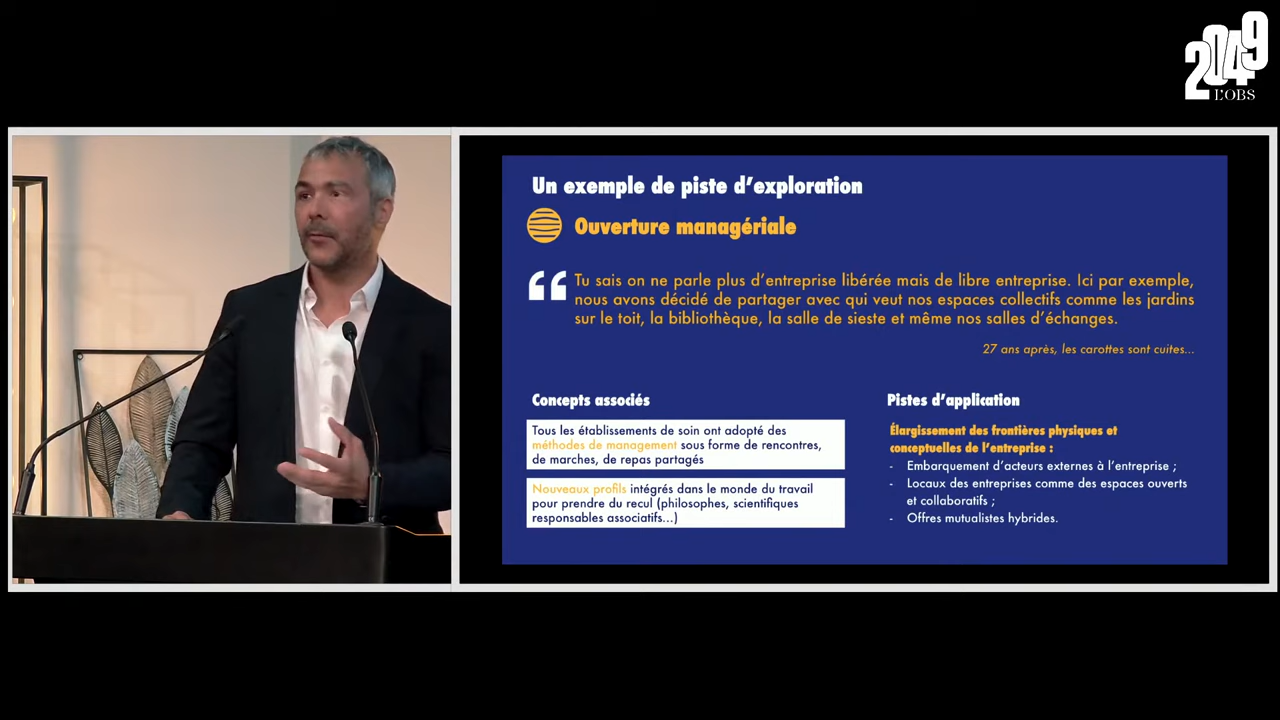 2049
L'OBS
Un exemple de piste d'exploration
Ouverture managériale
“ Tu sais on ne parle plus d'entreprise libérée mais de libre entreprise. Ici par exemple,
nous avons décidé de partager avec qui veut nos espaces collectifs comme les jardins
sur le toit, la bibliothèque, la salle de sieste et même nos salles d'échanges.
27 ans après, les carottes sont cuites...
Concepts associés
Tous les établissements de soin ont adopté des
méthodes de management sous forme de rencontres,
de marches, de repas partagés
Nouveaux profils intégrés dans le monde du travail
pour prendre du recul (philosophes, scientifiques
responsables associatifs...)
Pistes d'application
Élargissement des frontières physiques et
conceptuelles de l'entreprise :
- Embarquement d'acteurs externes à l'entreprise ;
- Locaux des entreprises comme des espaces ouverts
et collaboratifs ;
- Offres mutualistes hybrides.